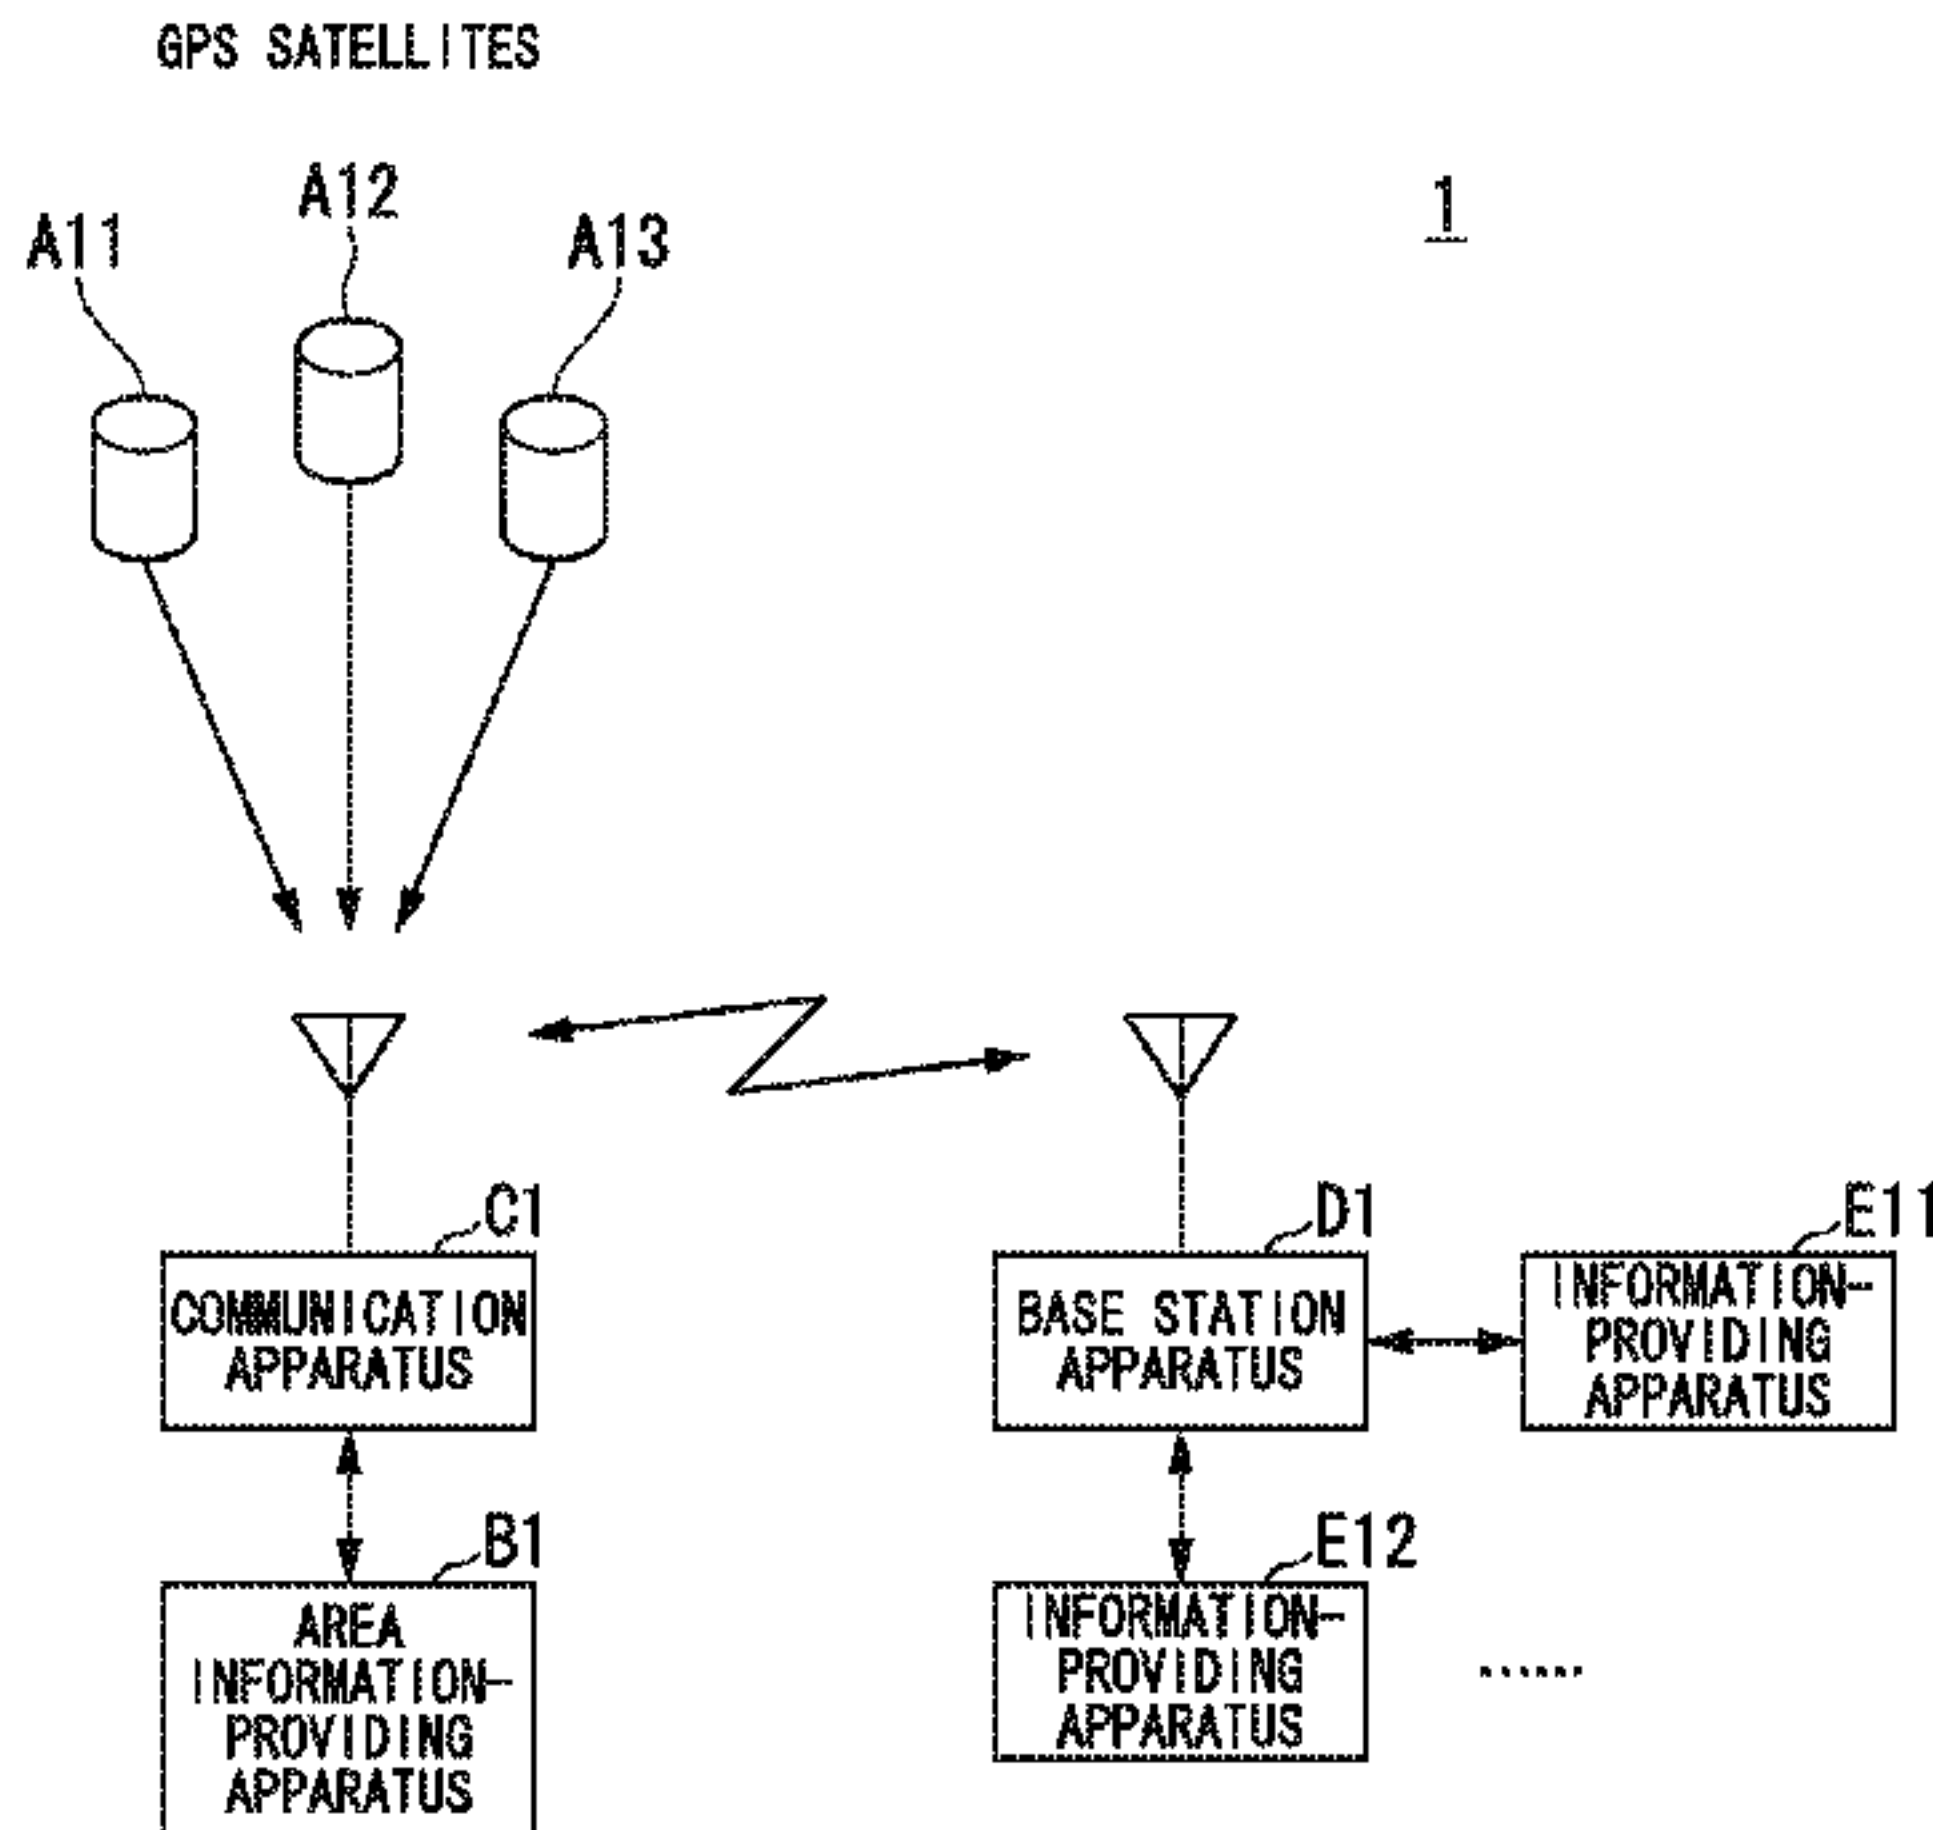 GPS SATELLITES
A12
1
A11
A13
C1
D1
E11
COMMUNICATION
APPARATUS
BASE STATION
APPARATUS
INFORMATION-
PROVIDING
APPARATUS
B1
E12
AREA
INFORMATION-
PROVIDING
APPARATUS
INFORMATION-
PROVIDING
APPARATUS
......